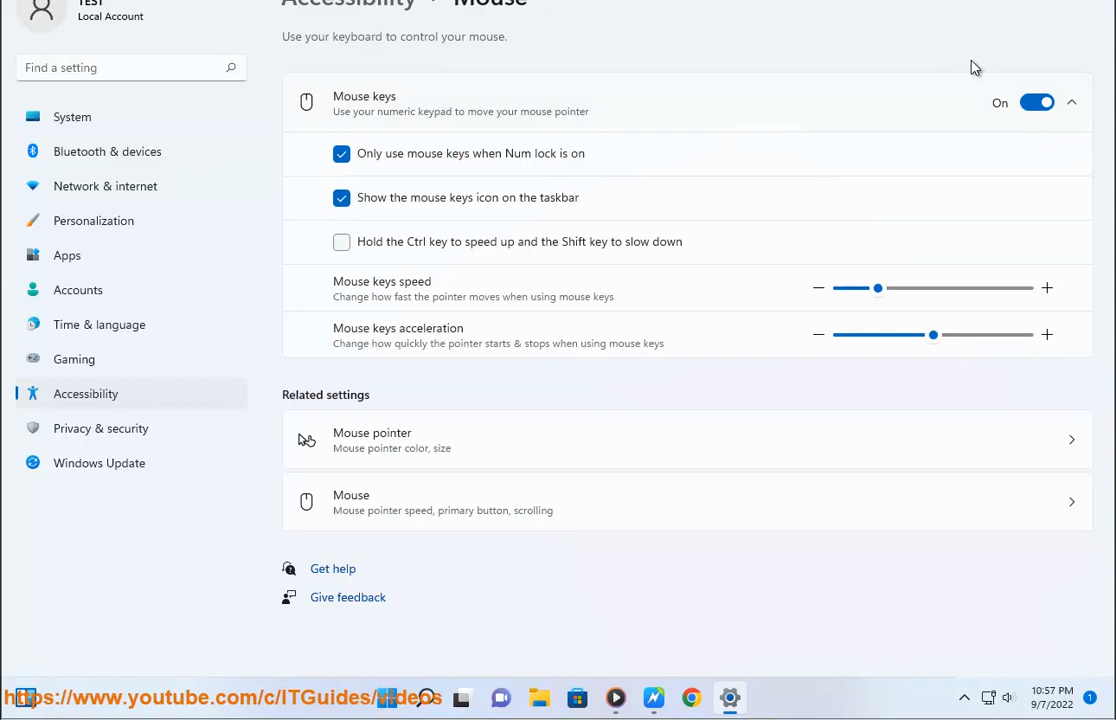 TEST
Local Account
Accessibility > Mouse
Use your keyboard to control your mouse.
Find a setting
System
Bluetooth & devices
Network & internet
Personalization
Apps
Accounts
Time & language
Gaming
Accessibility
Privacy & security
Windows Update
Mouse keys
Use your numeric keypad to move your mouse pointer
On
Only use mouse keys when Num lock is on
Show the mouse keys icon on the taskbar
Hold the Ctrl key to speed up and the Shift key to slow down
Mouse keys speed
Change how fast the pointer moves when using mouse keys
Mouse keys acceleration
Change how quickly the pointer starts & stops when using mouse keys
Related settings
Mouse pointer
Mouse pointer color, size
Mouse
Mouse pointer speed, primary button, scrolling
Get help
Give feedback
https://www.youtube.com/c/ITGuides/videos
10:57 PM
9/7/2022
1